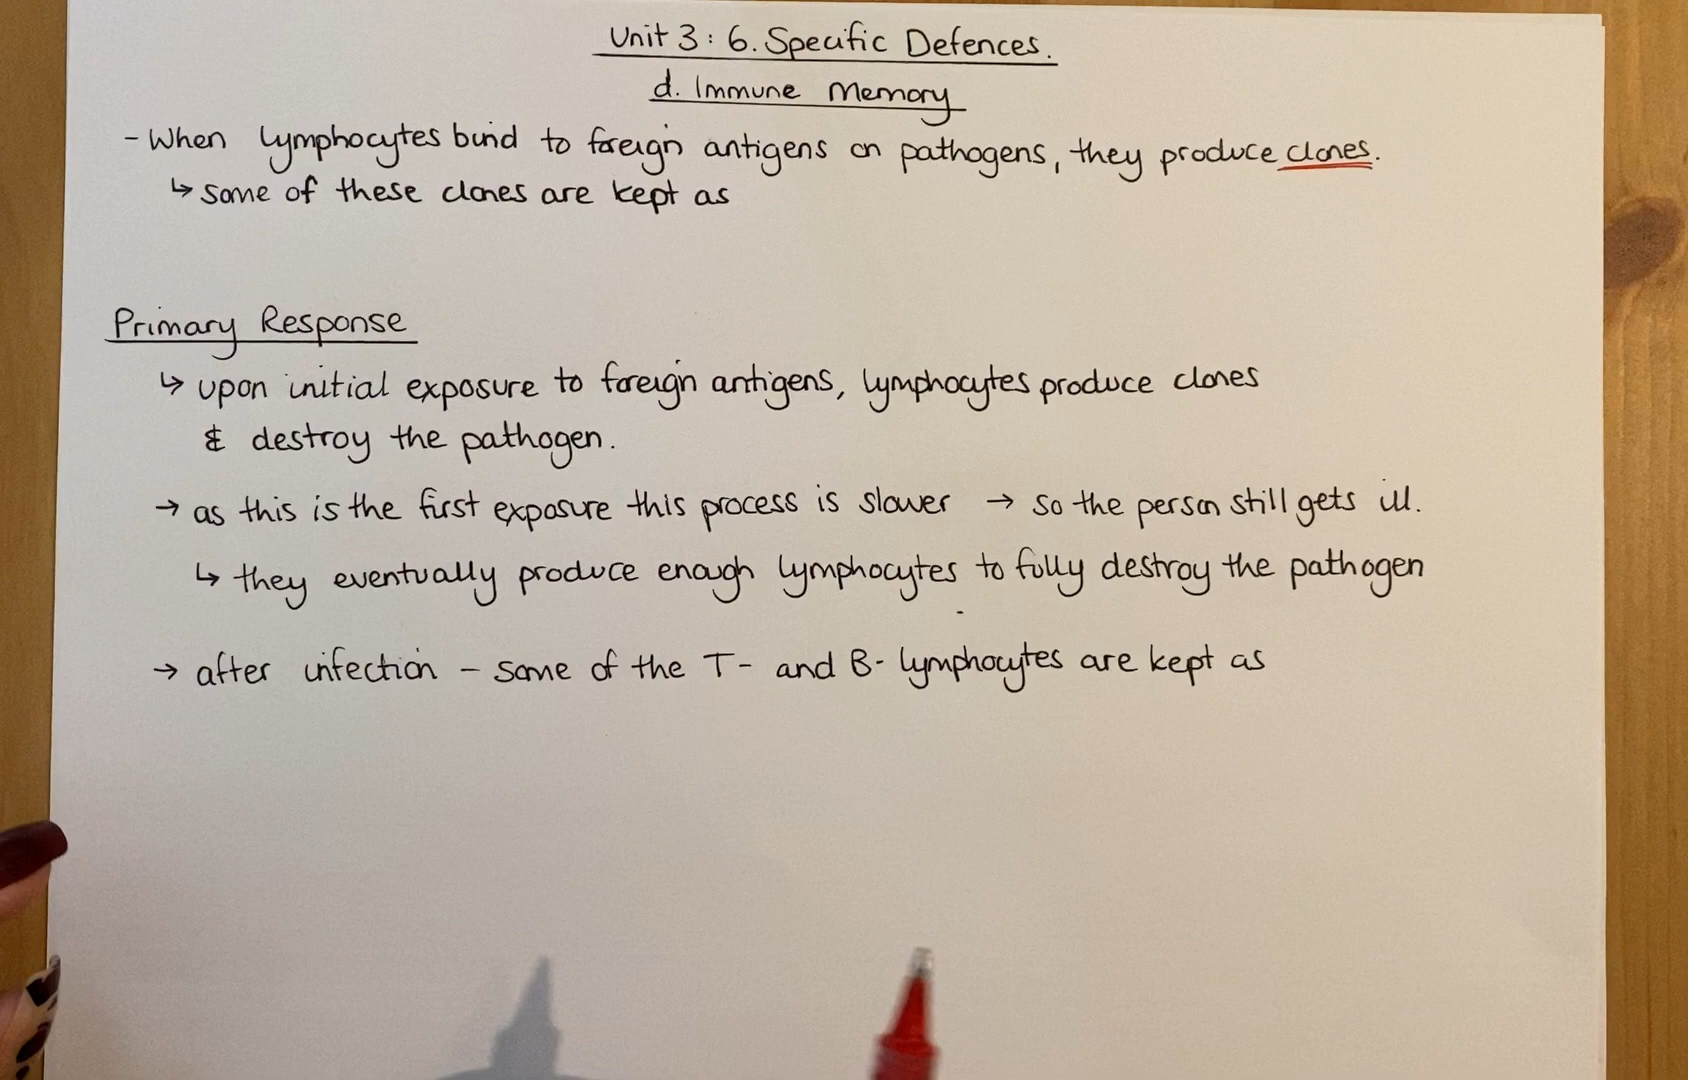 Unit 3: 6. Specific Defences.
d. Immune Memory
- When lymphocytes bind to foreign antigens on pathogens, they produce clones.
↳ some of these clones are kept as
Primary Response
↳ upon initial exposure to foreign antigens, lymphocytes produce clones
& destroy the pathogen.
→ as this is the first exposure this process is slower → so the person still gets ill.
↳ they eventually produce enough lymphocytes to fully destroy the pathogen
→ after infection - some of the T- and B- lymphocytes are kept as